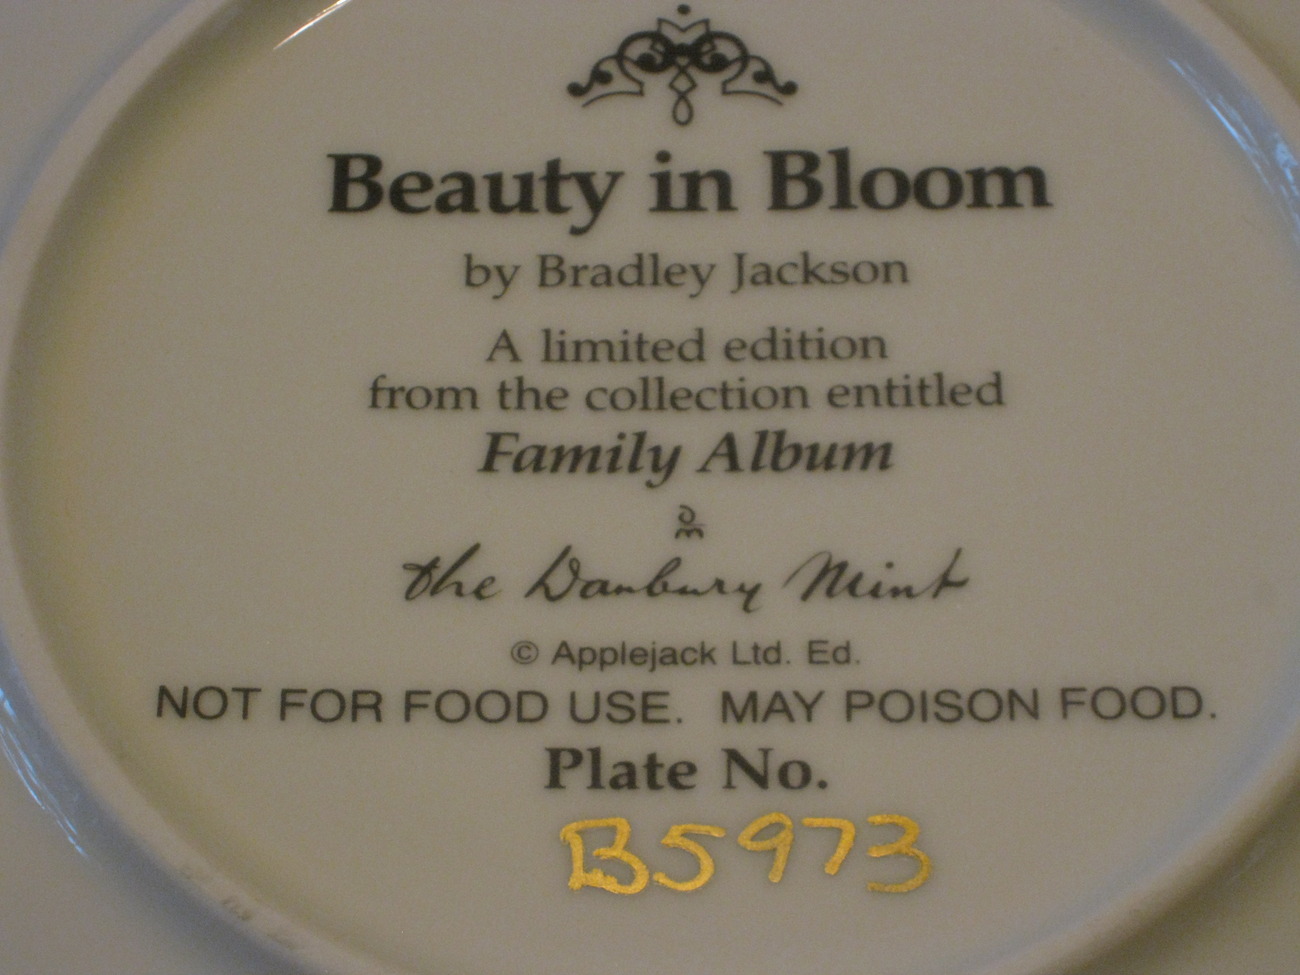 Beauty in Bloom
by Bradley Jackson
A limited edition
from the collection entitled
Family Album
The Danbury Mint
© Applejack Ltd. Ed.
NOT FOR FOOD USE. MAY POISON FOOD.
Plate No.
B5973